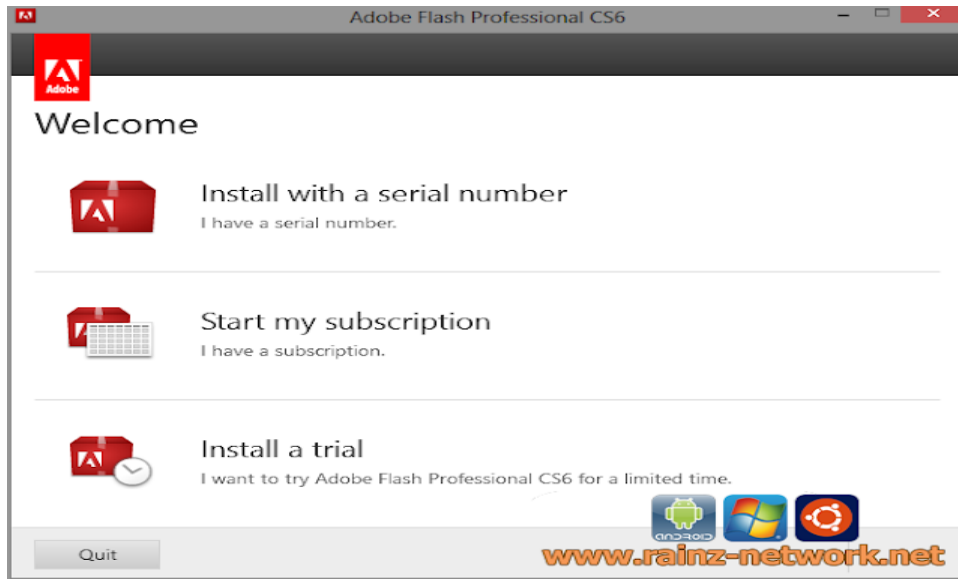 Adobe Flash Professional CS6
Adobe
Welcome
Install with a serial number
I have a serial number.
Start my subscription
I have a subscription.
Install a trial
I want to try Adobe Flash Professional CS6 for a limited time.
ANDROID
Quit
www.rainz-network.net